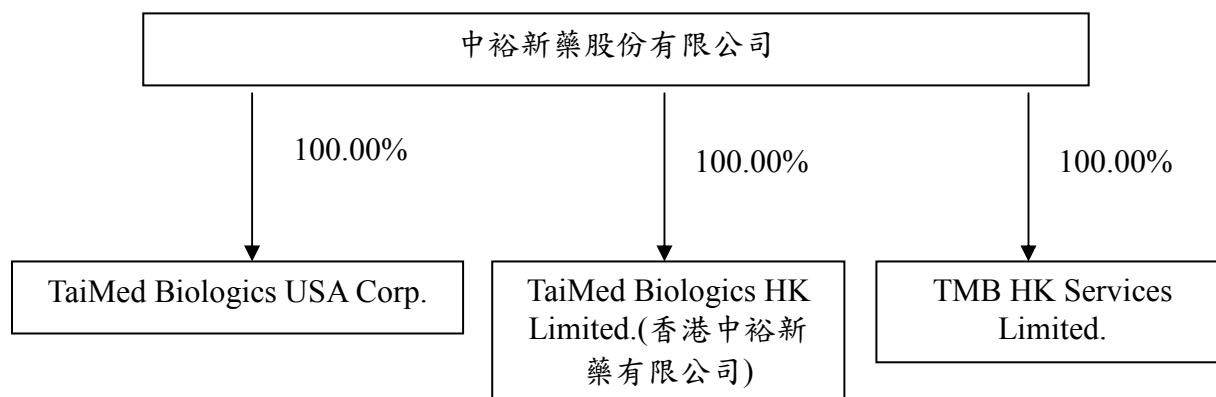 中裕新藥股份有限公司
100.00%
100.00%
100.00%
TaiMed Biologics USA Corp.
TaiMed Biologics HK
Limited.(香港中裕新
藥有限公司)
TMB HK Services
Limited.